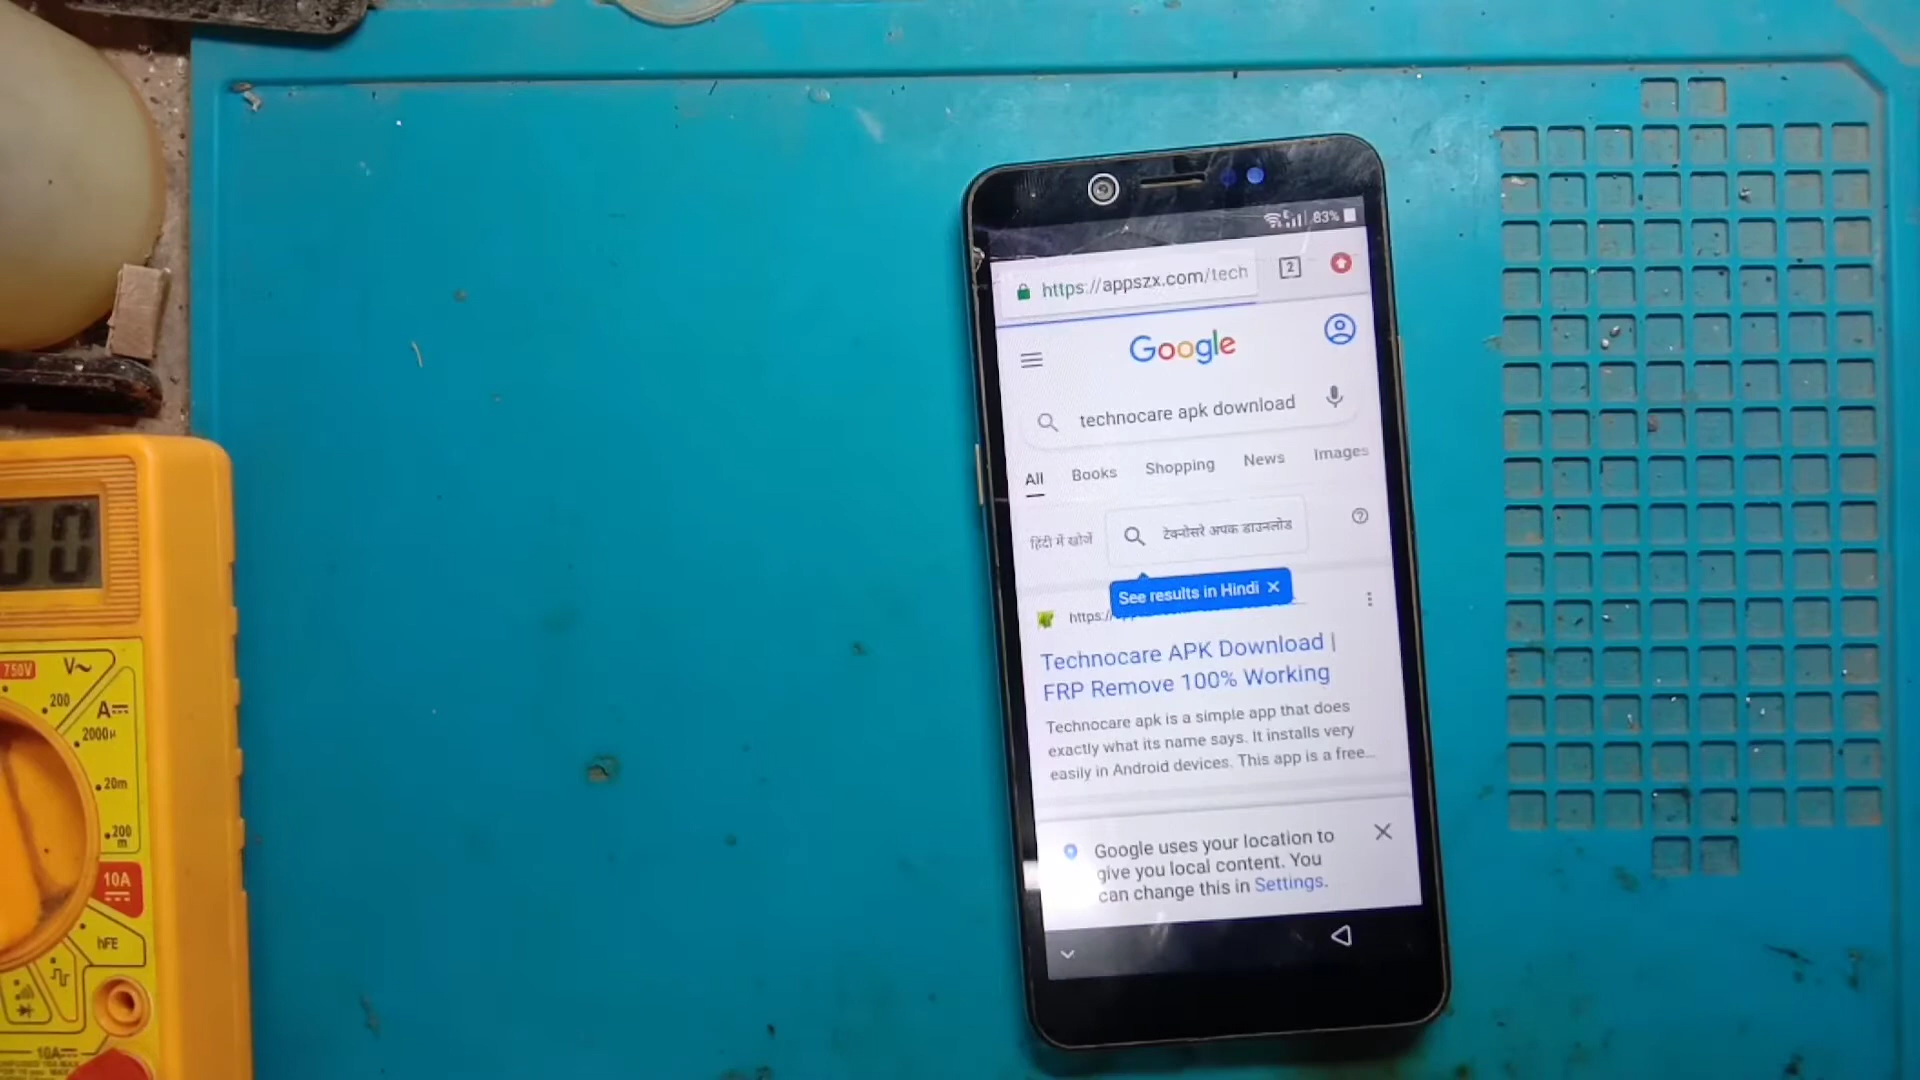 83%
https://appszx.com/tech
2
Google
technocare apk download
All Books Shopping News Images
हिंदी में खोजें
टेक्नोसरे अपक डाउनलोड
See results in Hindi
https://
Technocare APK Download |
FRP Remove 100% Working
Technocare apk is a simple app that does
exactly what its name says. It installs very
easily in Android devices. This app is a free...
Google uses your location to
give you local content. You
can change this in Settings.
00
750V V~
200
A
2000µ
20m
200
m
10A
hFE
10A